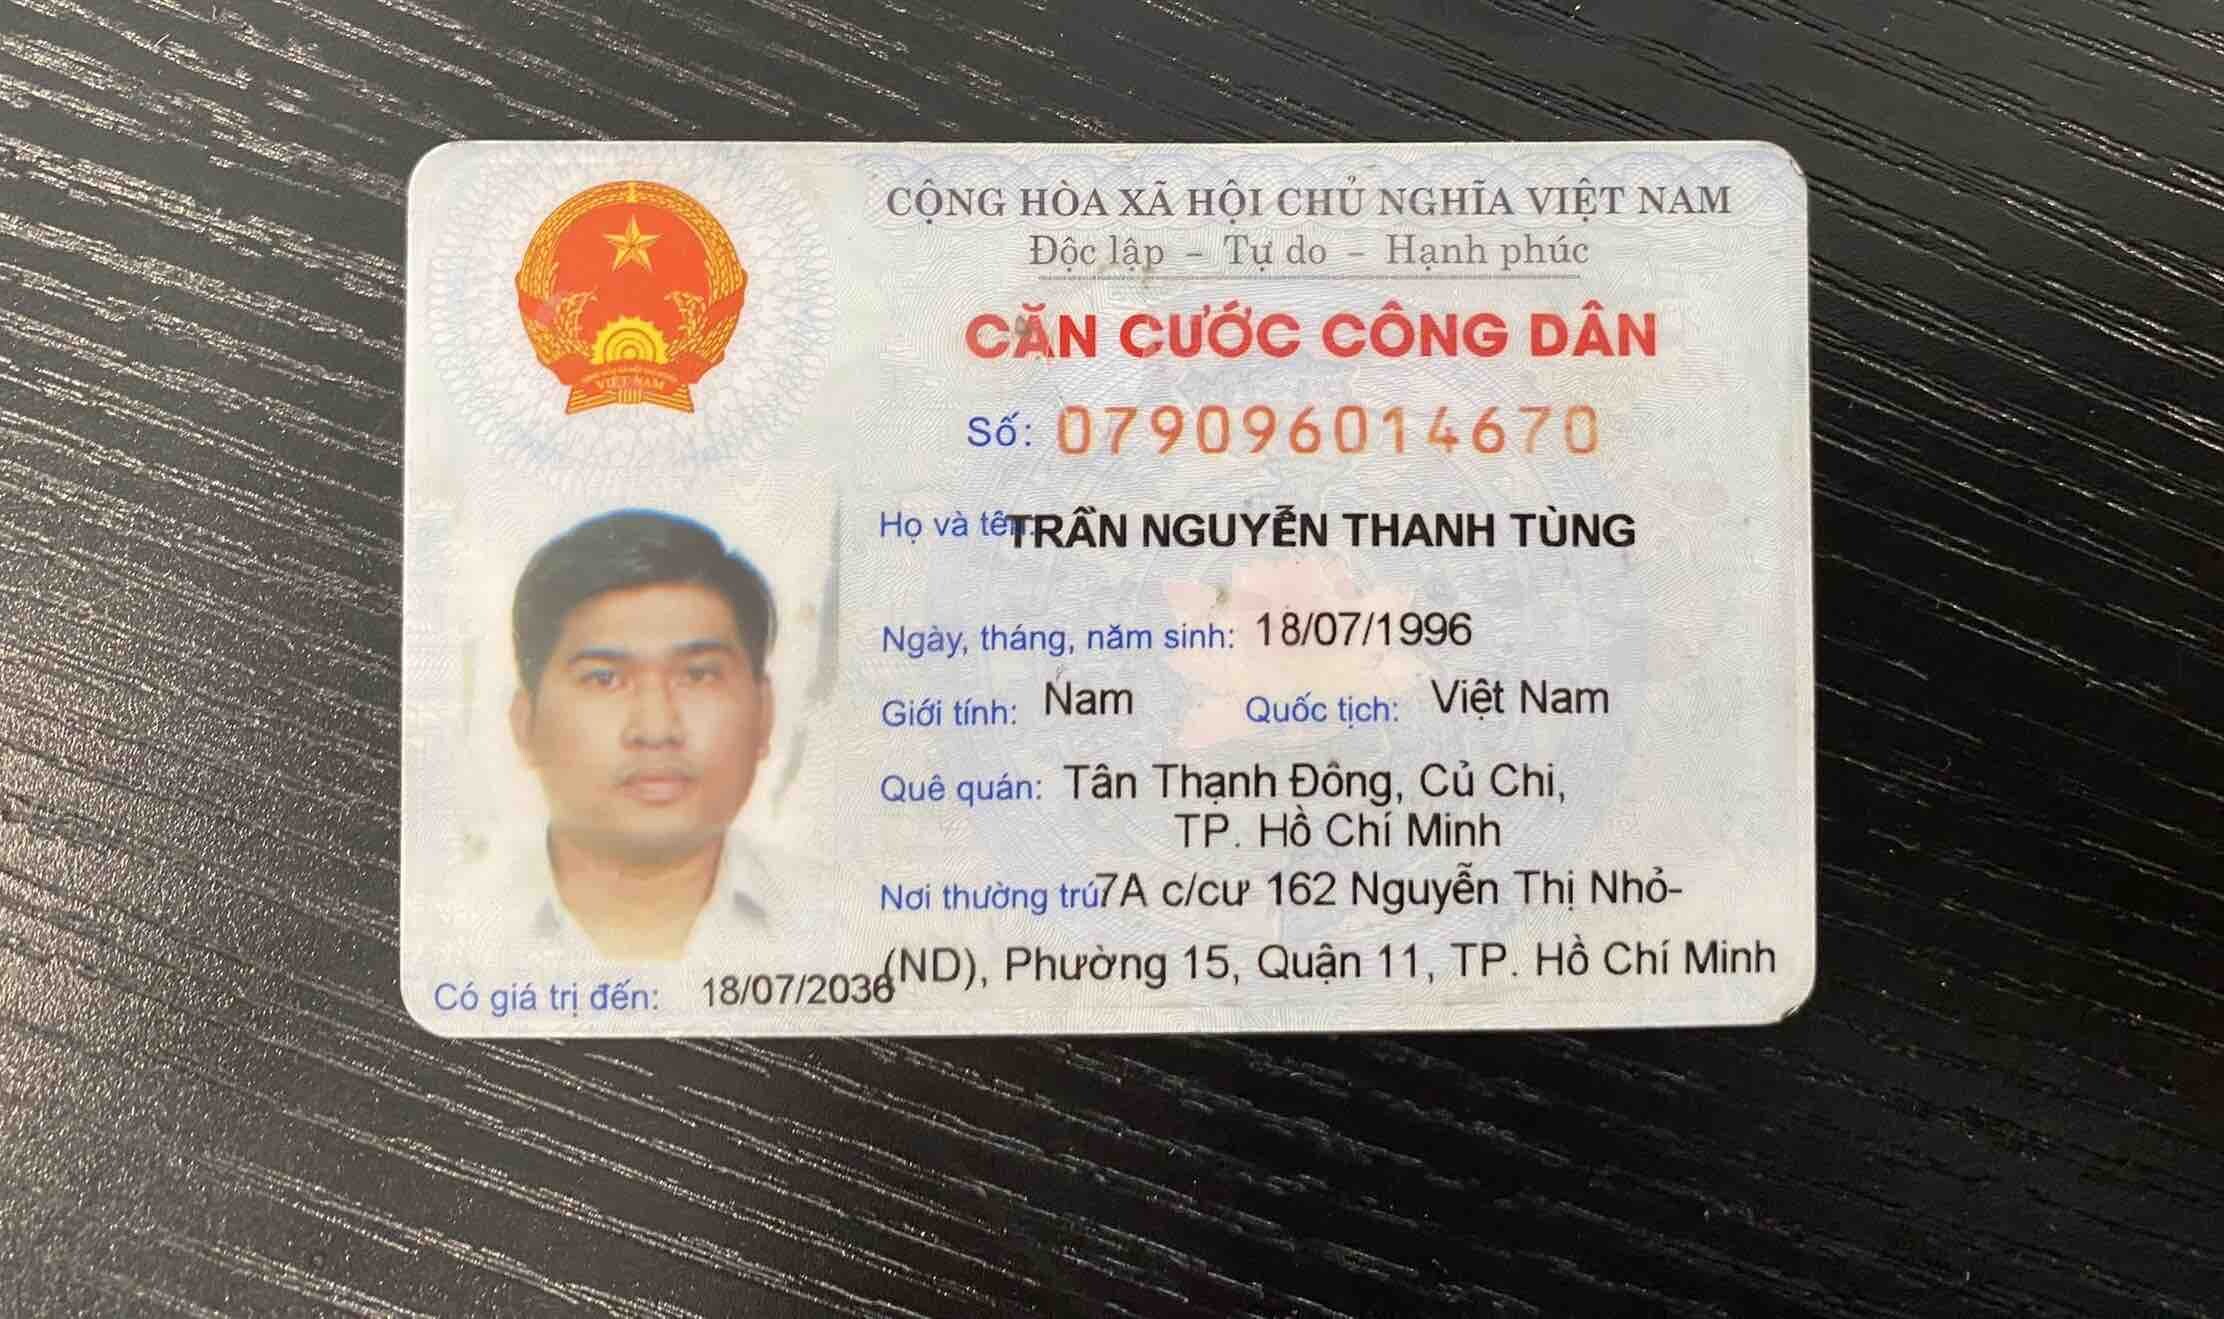 CỘNG HÒA XÃ HỘI CHỦ NGHĨA VIỆT NAM
Độc lập – Tự do – Hạnh phúc
CĂN CƯỚC CÔNG DÂN
Số: 079096014670
Họ và tên: TRẦN NGUYỄN THANH TÙNG
Ngày, tháng, năm sinh: 18/07/1996
Giới tính: Nam Quốc tịch: Việt Nam
Quê quán: Tân Thạnh Đông, Củ Chi,
TP. Hồ Chí Minh
Nơi thường trú 7A c/cư 162 Nguyễn Thị Nhỏ-
(ND), Phường 15, Quận 11, TP. Hồ Chí Minh
Có giá trị đến: 18/07/2036
VIỆT NAM